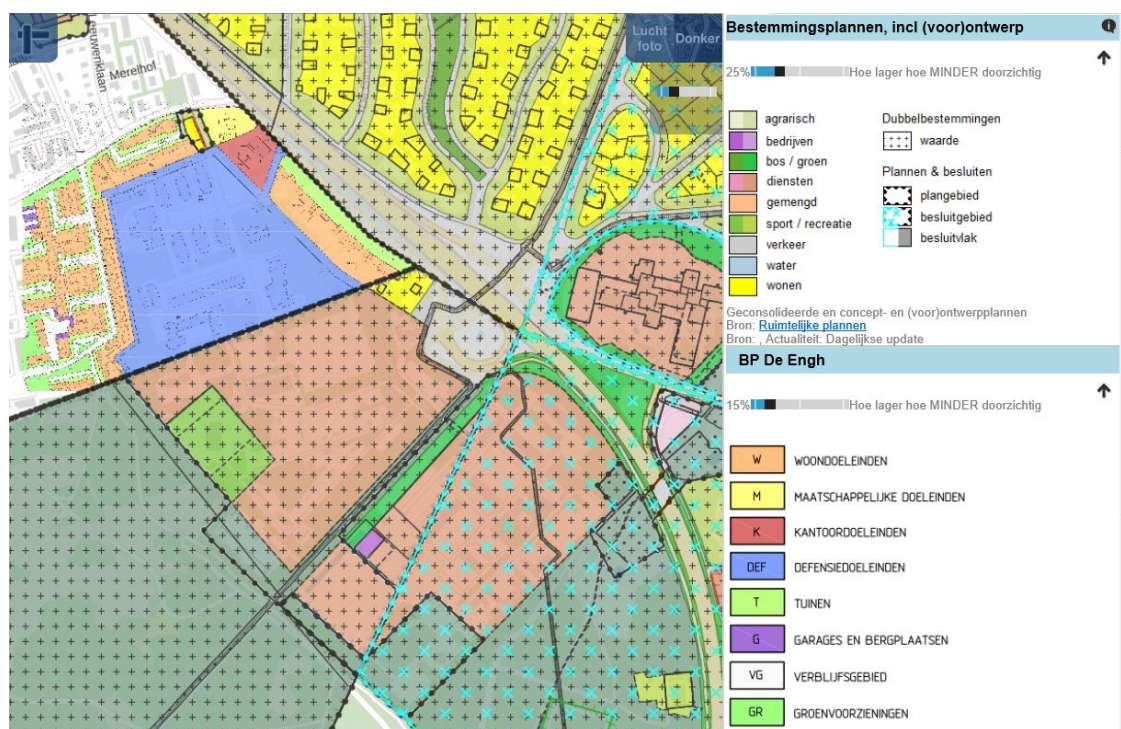 euweriklaan
Merelhof
Lucht
foto
Donker
Bestemmingsplannen, incl (voor)ontwerp
25%
Hoe lager hoe MINDER doorzichtig
agrarisch
bedrijven
bos / groen
diensten
gemengd
sport / recreatie
verkeer
water
wonen
Dubbelbestemmingen
waarde
Plannen & besluiten
plangebied
besluitgebied
besluitvlak
Geconsolideerde en concept- en (voor)ontwerpplannen
Bron: Ruimtelijke plannen
Bron: , Actualiteit: Dagelijkse update
BP De Engh
15%
Hoe lager hoe MINDER doorzichtig
W WOONDOELEINDEN
M MAATSCHAPPELIJKE DOELEINDEN
K KANTOORDOELEINDEN
DEF DEFENSIEDOELEINDEN
T TUINEN
G GARAGES EN BERGPLAATSEN
VG VERBLIJFSGEBIED
GR GROENVOORZIENINGEN